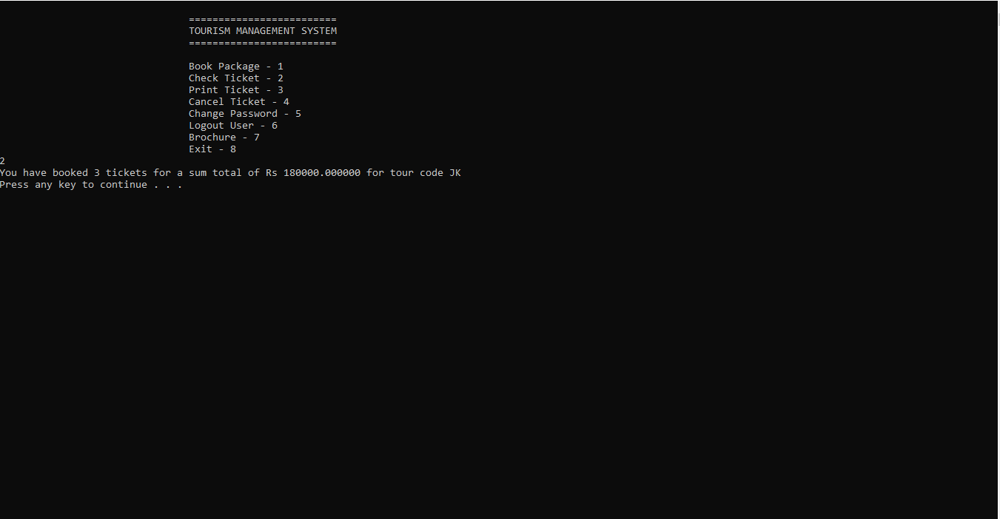 =========================
TOURISM MANAGEMENT SYSTEM
=========================
Book Package - 1
Check Ticket - 2
Print Ticket - 3
Cancel Ticket - 4
Change Password - 5
Logout User - 6
Brochure - 7
Exit - 8
2
You have booked 3 tickets for a sum total of Rs 180000.000000 for tour code JK
Press any key to continue . . .